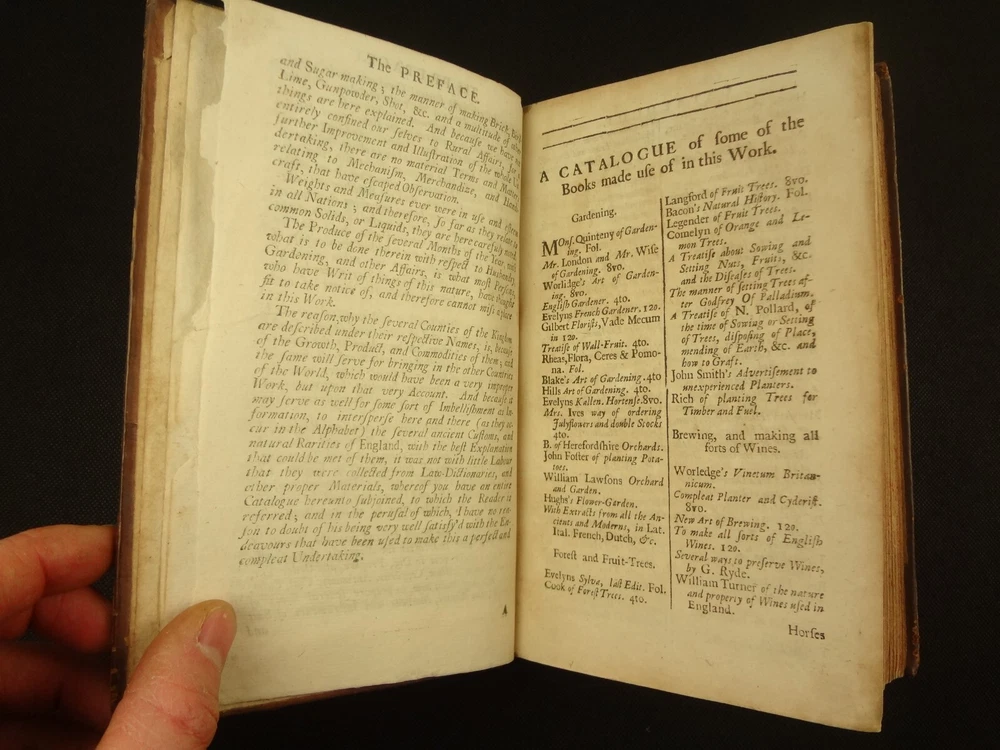 The PREFACE.
and Sugar making; the manner of making Brick,
Lime, Gunpowder, Shot, &c. and a multitude of other
things are here explained. And because we have not
entirely confined our selves to Rural Affairs, for
further Improvement and Illustration of the whole Un-
dertaking, there are no material Terms and Matters
relating to Mechanism, Merchandize, and Handi-
craft, that have eſcaped Obſervation.
Weights and Meaſures ever were in uſe and eſteem
in all Nations; and therefore, ſo far as they relate to
common Solids, or Liquids, they are here carefully noted.
The Produce of the ſeveral Months of the Year, with
what is to be done therein with reſpect to Husbandry,
Gardening, and other Affairs, is what moſt Perſons,
who have Writ of things of this nature, have thought
fit to take notice of, and therefore cannot miſs a place
in this Work.
The reaſon, why the ſeveral Counties of the Kingdom
are deſcribed under their reſpective Names, is, becauſe
of the Growth, Product, and Commodities of them; and
the ſame will ſerve for bringing in the other Countries
of the World, which would have been a very improper
Work, but upon that very Account. And becauſe it
may ſerve as well for ſome ſort of Imbelliſhment as In-
formation, to interſperſe here and there (as they oc-
cur in the Alphabet) the ſeveral ancient Cuſtoms, and
natural Rarities of England, with the beſt Explanation
that could be met of them, it was not with little Labour
that they were collected from Law-Dictionaries, and
other proper Materials, whereof you have an entire
Catalogue hereunto ſubjoined, to which the Reader is
referred; and in the peruſal of which, I have no rea-
ſon to doubt of his being very well ſatisfy'd with the En-
deavours that have been uſed to make this a perfect and
compleat Undertaking.
A CATALOGUE of ſome of the
Books made uſe of in this Work.
Gardening.
Monſ. Quinteny of Garden-
ing. Fol.
Mr. London and Mr. Wiſe
of Gardening. 8vo.
Worlidge's Art of Garden-
ing. 8vo.
Engliſh Gardener. 4to.
Evelyns French Gardener. 120.
Gilbert Floriſts, Vade Mecum
in 120.
Treatiſe of Wall-Fruit. 4to.
Rheas, Flora, Ceres & Pomo-
na. Fol.
Blake's Art of Gardening. 4to
Hills Art of Gardening. 4to.
Evelyns Kallen. Hortenſe. 8vo.
Mrs. Ives way of ordering
Julyflowers and double Stocks
4to.
B. of Herefordſhire Orchards.
John Foſter of planting Pota-
toes.
William Lawſons Orchard
and Garden.
Hughs's Flower-Garden.
With Extracts from all the An-
cients and Moderns, in Lat.
Ital. French, Dutch, &c.
Foreſt and Fruit-Trees.
Evelyns Sylva, laſt Edit. Fol.
Cook of Foreſt Trees. 4to.
Langford of Fruit Trees. 8vo.
Bacon's Natural Hiſtory. Fol.
Legender of Fruit Trees.
Comelyn of Orange and Le-
mon Trees.
A Treatiſe about Sowing and
Setting Nuts, Fruits, &c.
and the Diſeaſes of Trees.
The manner of ſetting Trees af-
ter Godfrey Of Palladium.
A Treatiſe of N. Pollard, of
the time of Sowing or Setting
of Trees, diſpoſing of Place,
mending of Earth, &c. and
how to Graft.
John Smith's Advertiſement to
unexperienced Planters.
Rich of planting Trees for
Timber and Fuel.
Brewing, and making all
ſorts of Wines.
Worledge's Vinetum Britan-
nicum.
Compleat Planter and Cyderiſt.
8vo.
New Art of Brewing. 120.
To make all ſorts of Engliſh
Wines. 120.
Several ways to preſerve Wines,
by G. Ryde.
William Turner of the nature
and property of Wines uſed in
England.
Horſes